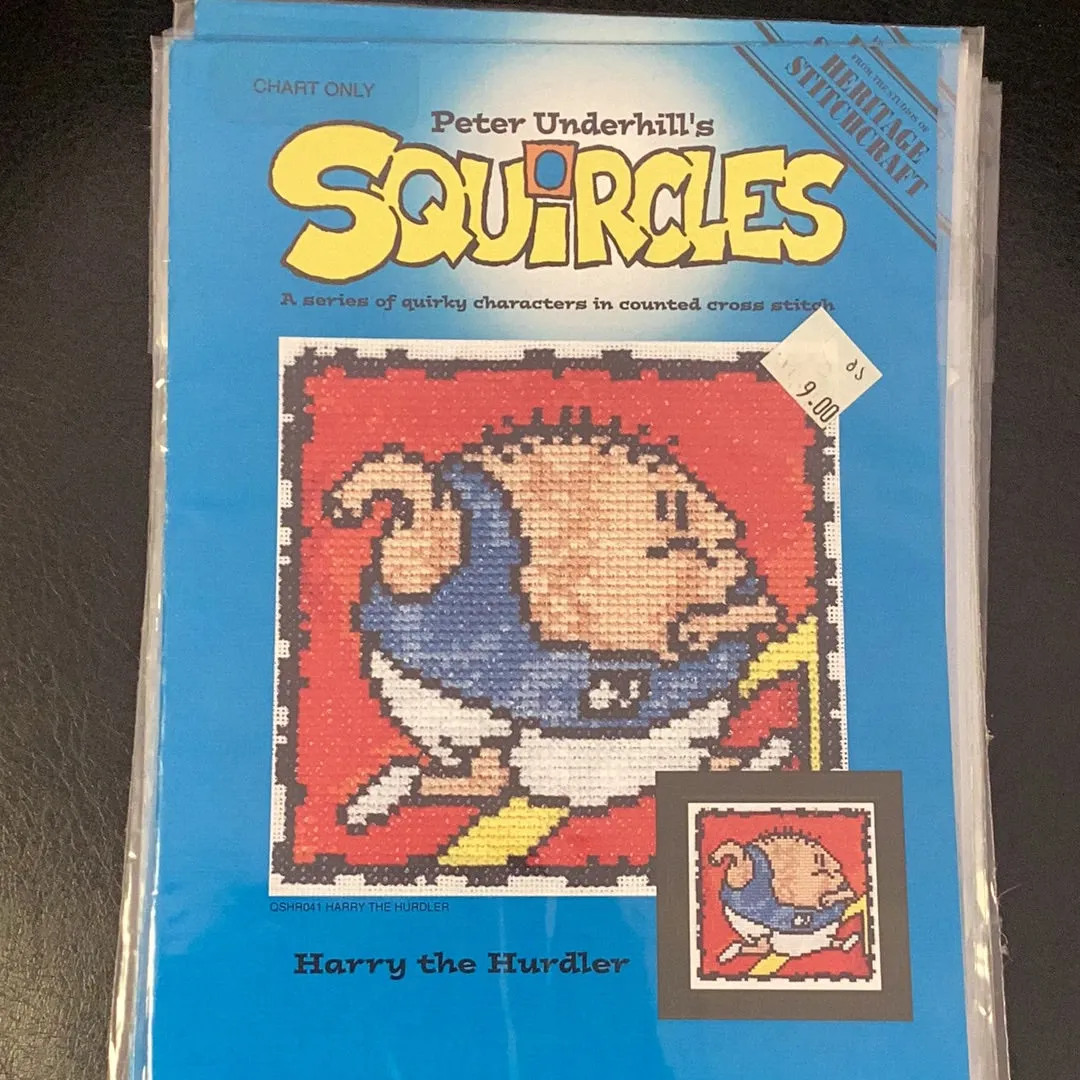 CHART ONLY
Peter Underhill's
SQUiRCLES
A series of quirky characters in counted cross stitch
FROM THE STUDIOS OF
HERITAGE
STITCHCRAFT
9.00
QSHR041 HARRY THE HURDLER
Harry the Hurdler